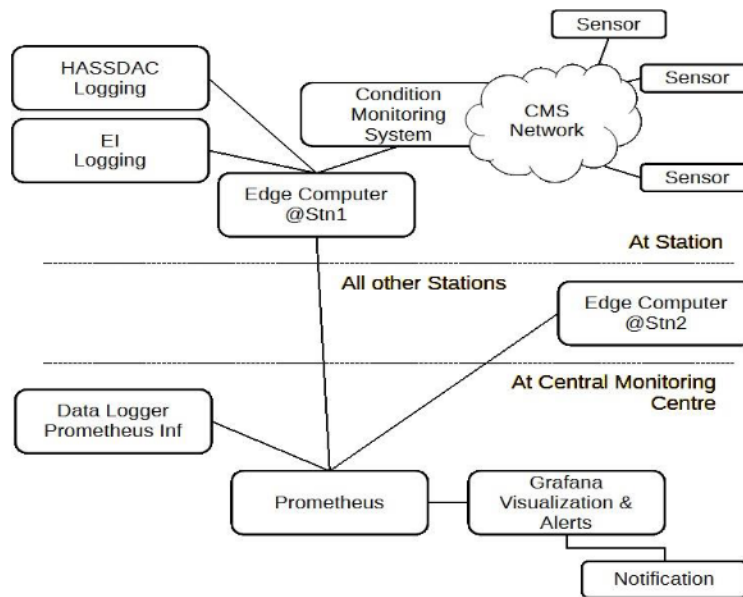 Sensor
HASSDAC
Logging
Condition
Monitoring
System
CMS
Network
Sensor
EI
Logging
Sensor
Edge Computer
@Stn1
At Station
All other Stations
Edge Computer
@Stn2
At Central Monitoring
Centre
Data Logger
Prometheus Inf
Prometheus
Grafana
Visualization &
Alerts
Notification